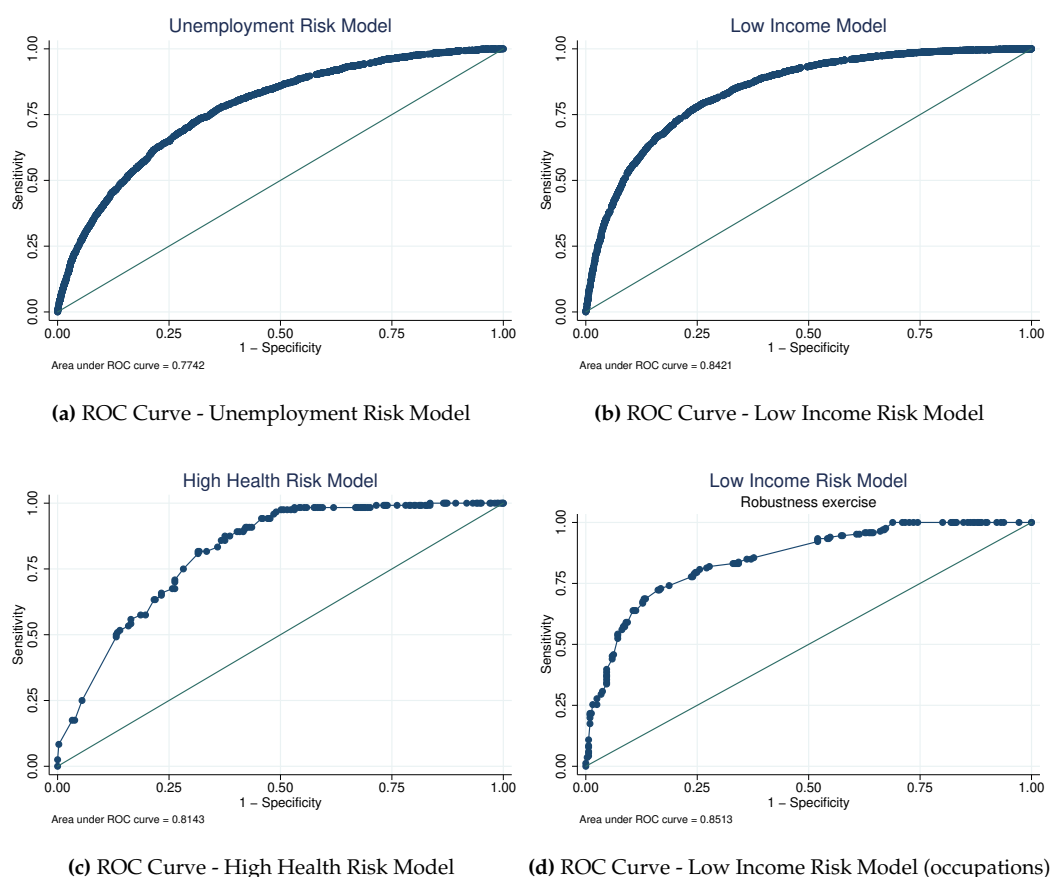 Unemployment Risk Model
Sensitivity
1.00
0.75
0.50
0.25
0.00
0.00 0.25 0.50 0.75 1.00
1 − Specificity
Area under ROC curve = 0.7742
(a) ROC Curve - Unemployment Risk Model
Low Income Model
Sensitivity
1.00
0.75
0.50
0.25
0.00
0.00 0.25 0.50 0.75 1.00
1 − Specificity
Area under ROC curve = 0.8421
(b) ROC Curve - Low Income Risk Model
High Health Risk Model
Sensitivity
1.00
0.75
0.50
0.25
0.00
0.00 0.25 0.50 0.75 1.00
1 − Specificity
Area under ROC curve = 0.8143
(c) ROC Curve - High Health Risk Model
Low Income Risk Model
Robustness exercise
Sensitivity
1.00
0.75
0.50
0.25
0.00
0.00 0.25 0.50 0.75 1.00
1 − Specificity
Area under ROC curve = 0.8513
(d) ROC Curve - Low Income Risk Model (occupations)